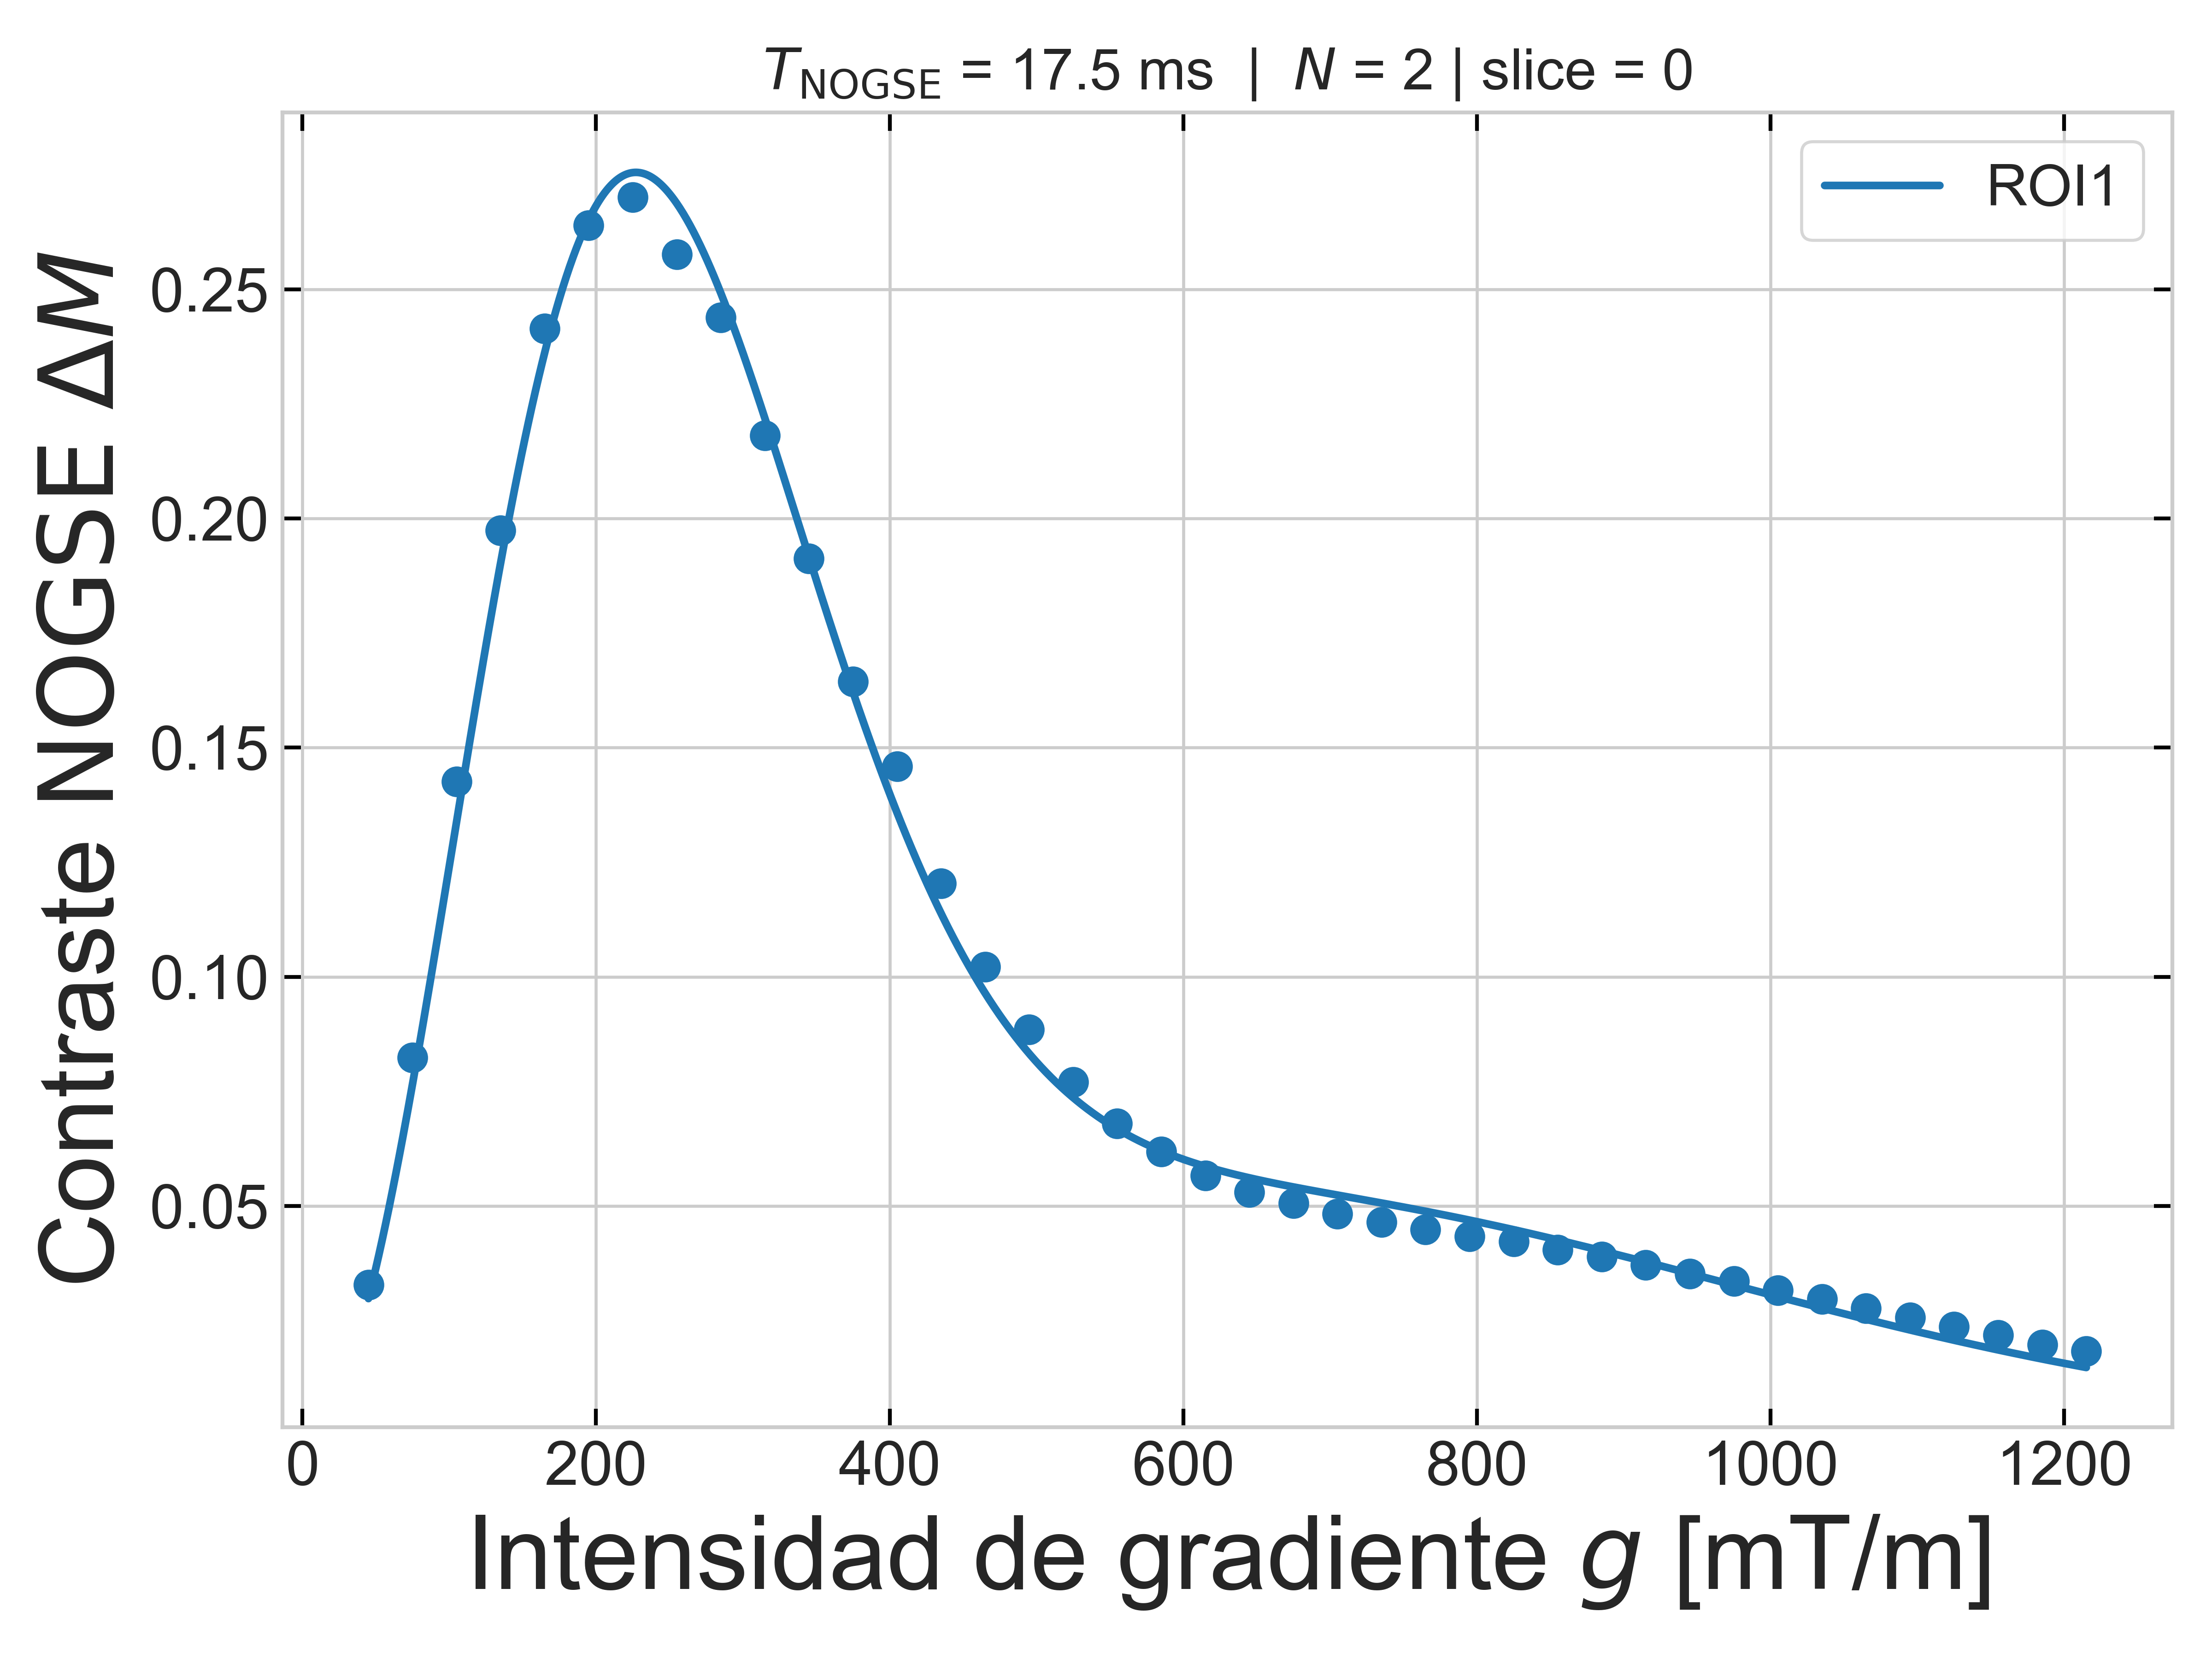 T_NOGSE = 17.5 ms | N = 2 | slice = 0
ROI1
Contraste NOGSE ΔM
0.25
0.20
0.15
0.10
0.05
0 200 400 600 800 1000 1200
Intensidad de gradiente g [mT/m]